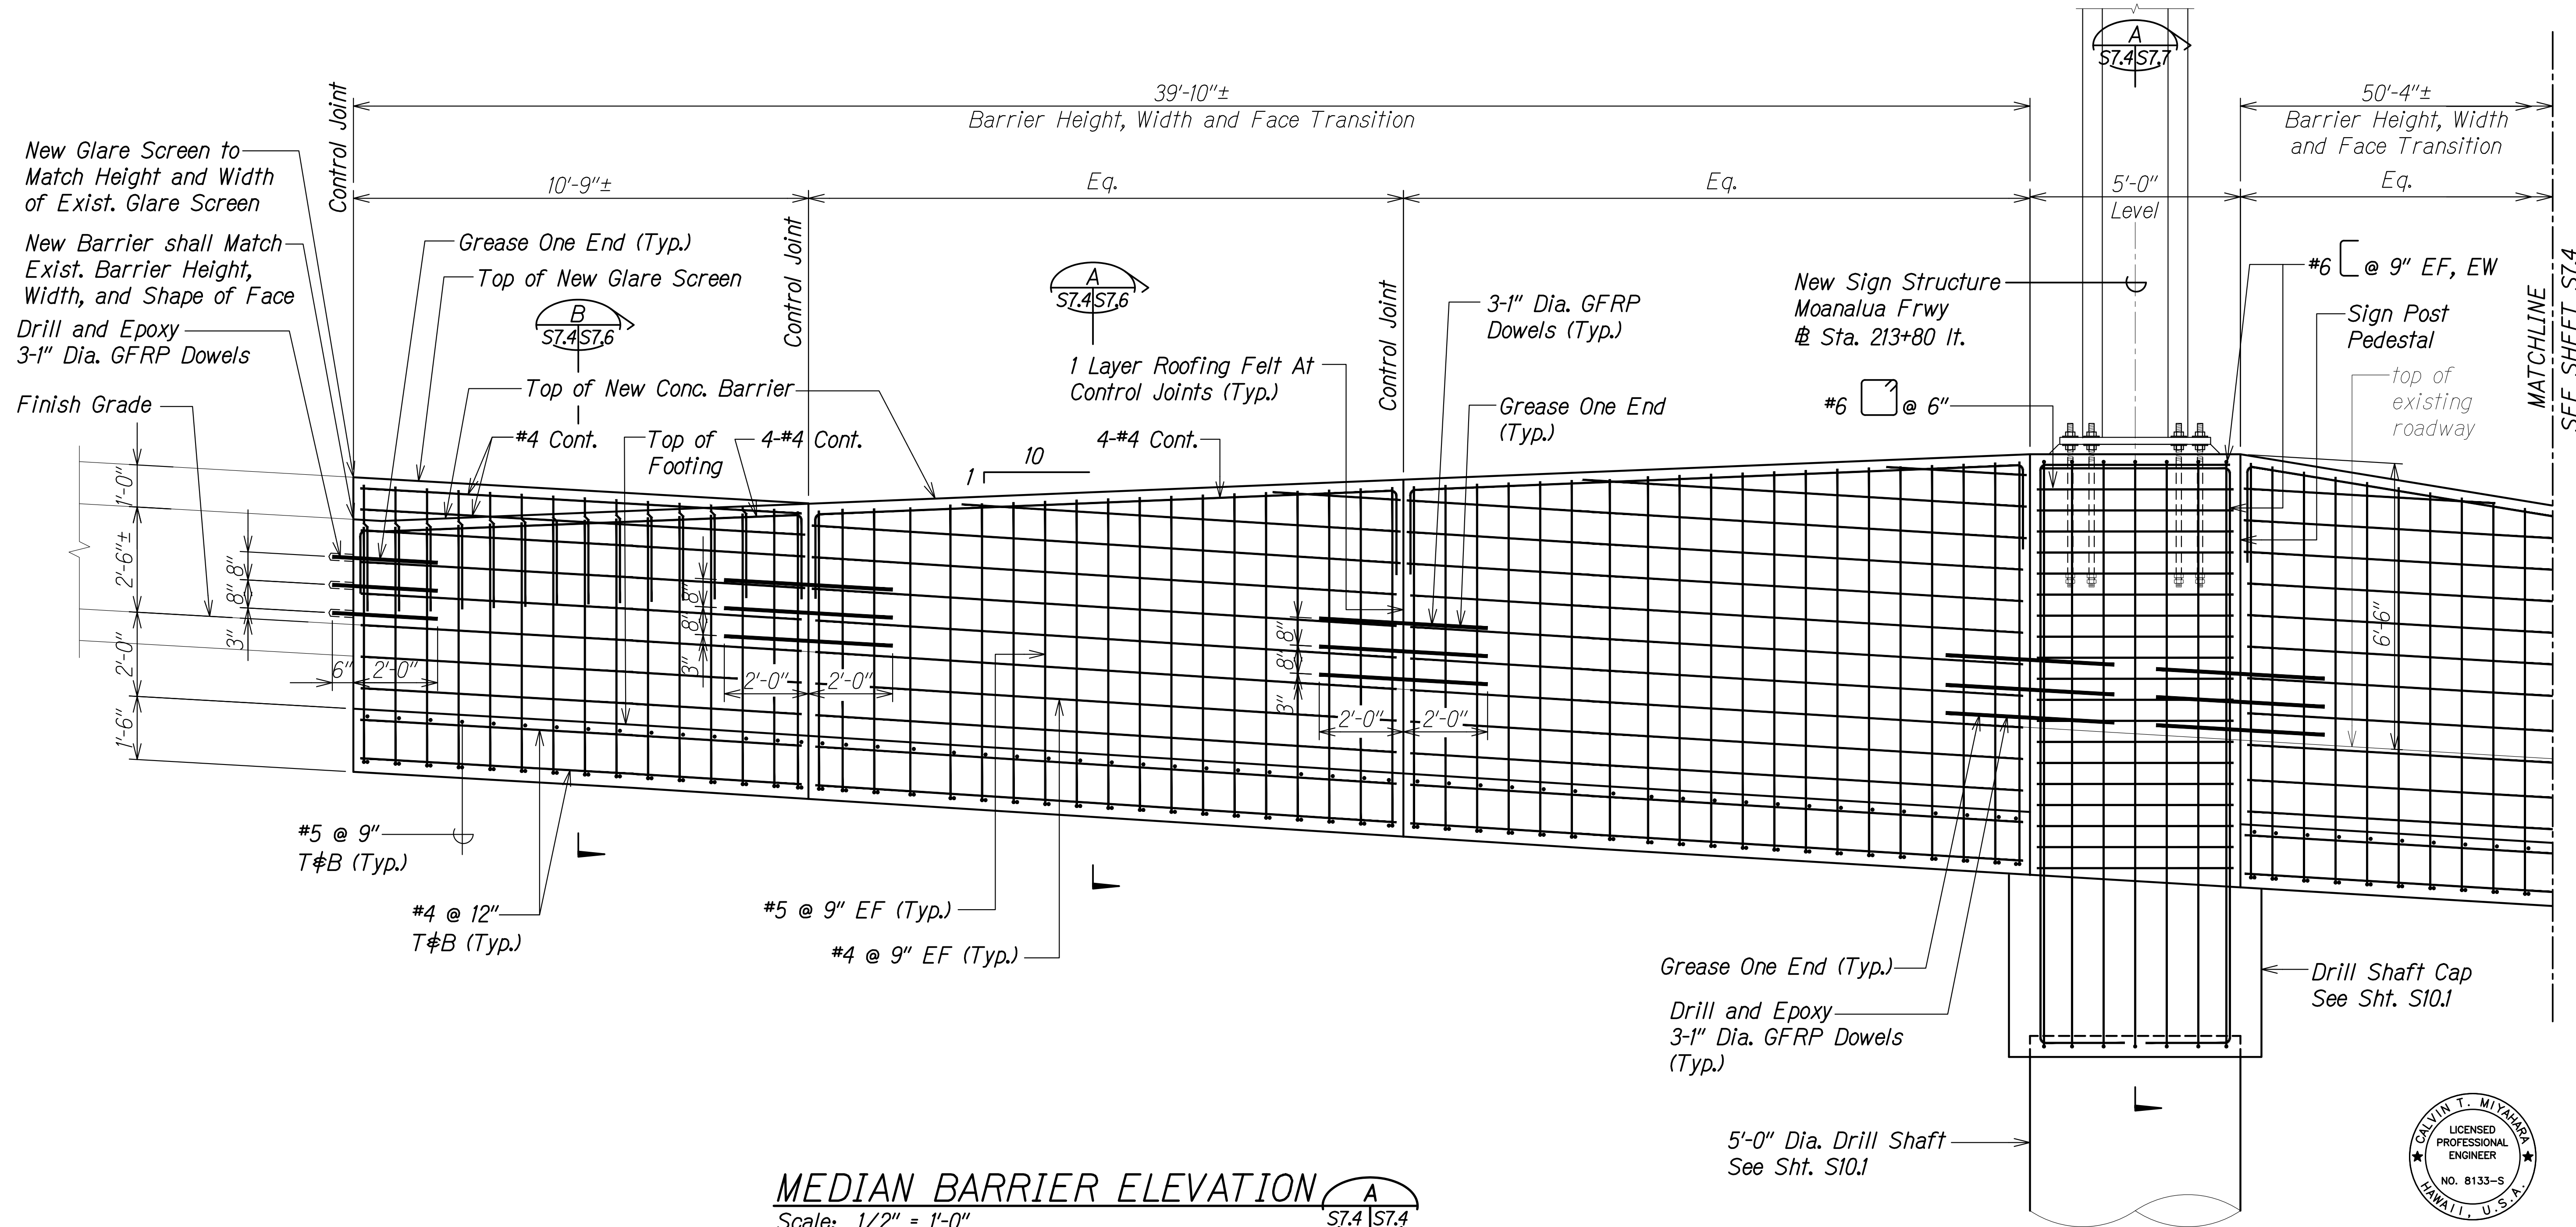 A
S7.4 S7.7
39'-10"±
Barrier Height, Width and Face Transition
50'-4"±
Barrier Height, Width
and Face Transition
Control Joint
New Glare Screen to
Match Height and Width
of Exist. Glare Screen
10'-9"±
Eq.
Eq.
5'-0"
Level
Eq.
New Barrier shall Match
Exist. Barrier Height,
Width, and Shape of Face
Grease One End (Typ.)
Top of New Glare Screen
Control Joint
B
S7.4 S7.6
A
S7.4 S7.6
Control Joint
Drill and Epoxy
3-1" Dia. GFRP Dowels
Finish Grade
Top of New Conc. Barrier
#4 Cont.
Top of
Footing
4-#4 Cont.
1 Layer Roofing Felt At
Control Joints (Typ.)
4-#4 Cont.
1
10
3-1" Dia. GFRP
Dowels (Typ.)
Grease One End
(Typ.)
New Sign Structure
Moanalua Frwy
℄ Sta. 213+80 lt.
#6 @ 6"
#6 @ 9" EF, EW
Sign Post
Pedestal
top of
existing
roadway
MATCHLINE
SEE SHEET S7.4
1'-0"
2'-6"±
2'-0"
1'-6"
8"
8"
3"
6"
2'-0"
8"
8"
3"
2'-0"
2'-0"
8"
8"
3"
2'-0"
2'-0"
6'-6"
#5 @ 9"
T&B (Typ.)
#4 @ 12"
T&B (Typ.)
#5 @ 9" EF (Typ.)
#4 @ 9" EF (Typ.)
Grease One End (Typ.)
Drill and Epoxy
3-1" Dia. GFRP Dowels
(Typ.)
Drill Shaft Cap
See Sht. S10.1
5'-0" Dia. Drill Shaft
See Sht. S10.1
MEDIAN BARRIER ELEVATION
Scale: 1/2" = 1'-0"
A
S7.4 S7.4
CALVIN T. MIYAHARA
LICENSED
PROFESSIONAL
ENGINEER
NO. 8133-S
HAWAII, U.S.A.